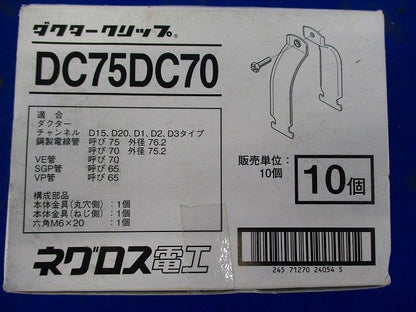 ダクタークリップ®
DC75DC70
適合
ダクター
チャンネル D15, D20, D1, D2, D3タイプ
鋼製電線管 呼び 75 外径 76.2
呼び 70 外径 75.2
VE管 呼び 70
SGP管 呼び 65
VP管 呼び 65
構成部品
本体金具(丸穴側):1個
本体金具(ねじ側):1個
六角M6×20:1個
販売単位:
10個
10個
ネグロス電工
245 71270 24054 5